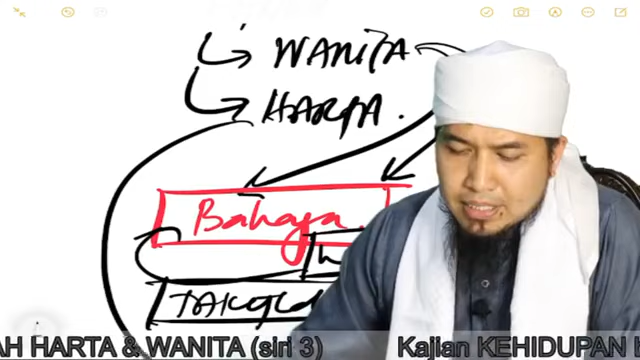 WANITA
HARTA.
Bahaya
AH HARTA & WANITA (siri 3) Kajian KEHIDUPAN